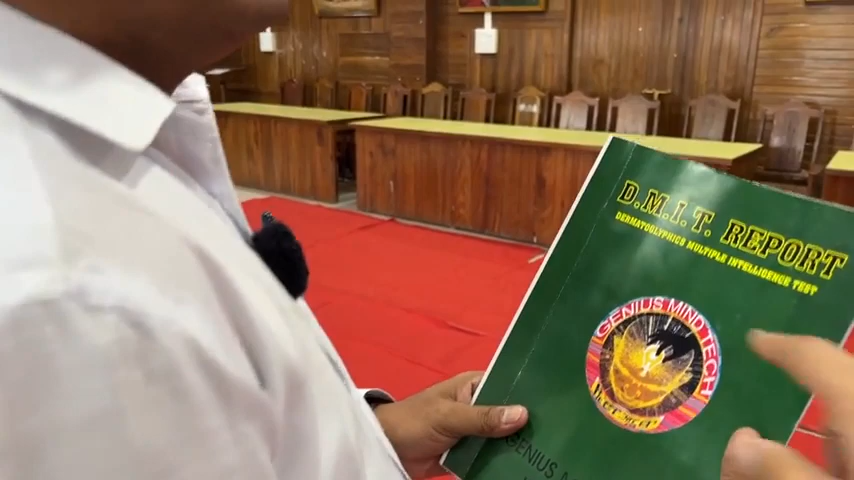 D.M.I.T. REPORT
DERMATOGLYPHICS MULTIPLE INTELLIGENCE TEST
GENIUS MIND TECH
GENIUS M